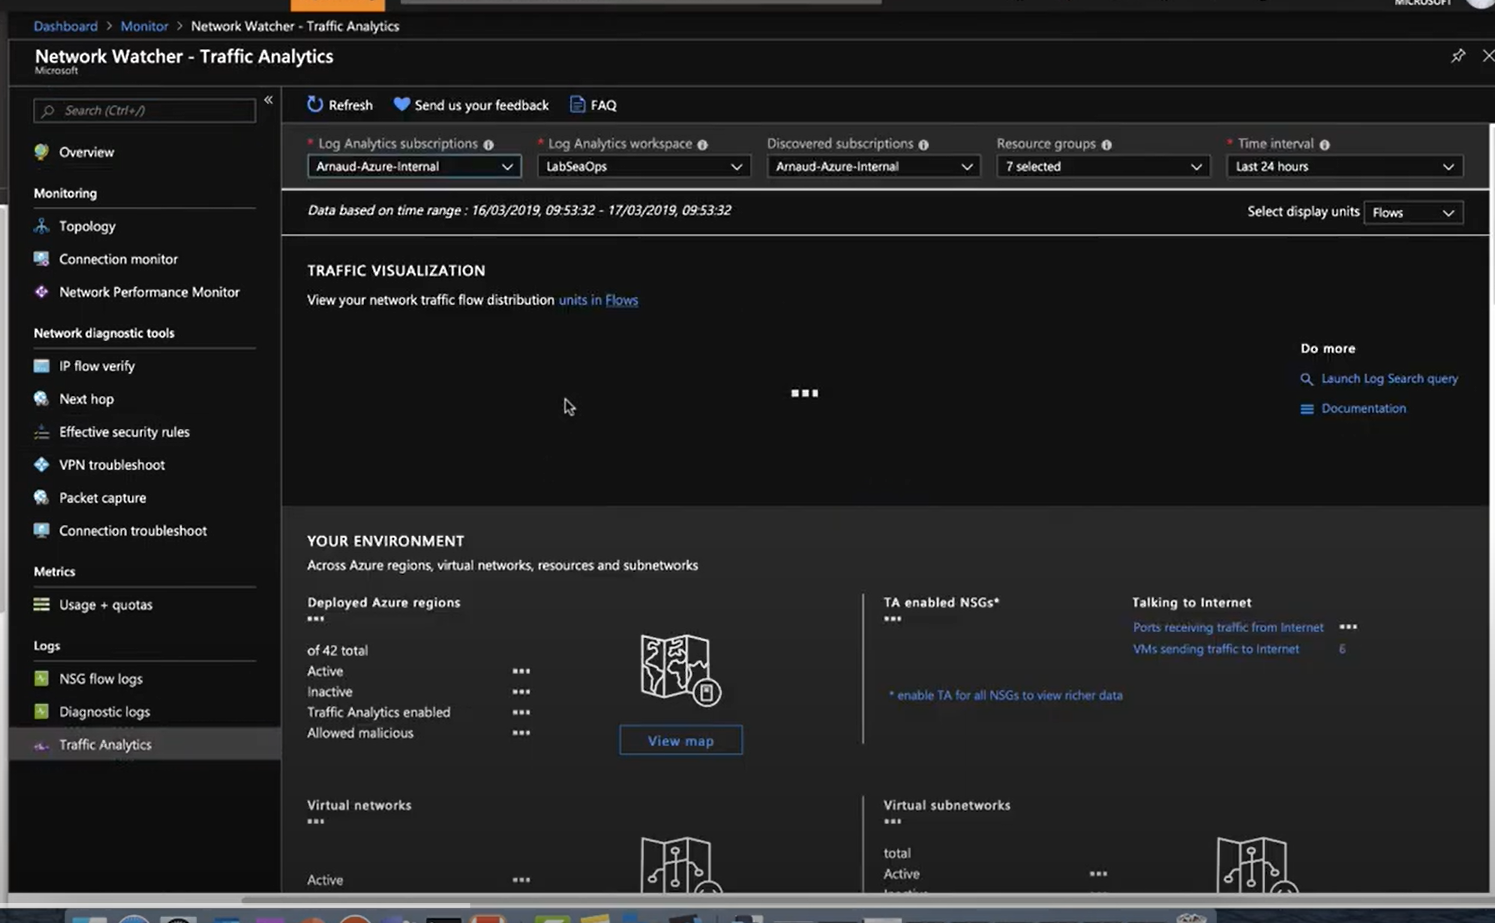 MICROSOFT
Dashboard > Monitor > Network Watcher - Traffic Analytics
Network Watcher - Traffic Analytics
Microsoft
Search (Ctrl+/)
«
Overview
Monitoring
Topology
Connection monitor
Network Performance Monitor
Network diagnostic tools
IP flow verify
Next hop
Effective security rules
VPN troubleshoot
Packet capture
Connection troubleshoot
Metrics
Usage + quotas
Logs
NSG flow logs
Diagnostic logs
Traffic Analytics
Refresh
Send us your feedback
FAQ
* Log Analytics subscriptions
Arnaud-Azure-Internal
* Log Analytics workspace
LabSeaOps
Discovered subscriptions
Arnaud-Azure-Internal
Resource groups
7 selected
* Time interval
Last 24 hours
Data based on time range : 16/03/2019, 09:53:32 - 17/03/2019, 09:53:32
Select display units
Flows
TRAFFIC VISUALIZATION
View your network traffic flow distribution units in Flows
Do more
Launch Log Search query
Documentation
YOUR ENVIRONMENT
Across Azure regions, virtual networks, resources and subnetworks
Deployed Azure regions
of 42 total
Active
Inactive
Traffic Analytics enabled
Allowed malicious
View map
TA enabled NSGs*
* enable TA for all NSGs to view richer data
Talking to Internet
Ports receiving traffic from Internet
VMs sending traffic to Internet 6
Virtual networks
Active
Virtual subnetworks
total
Active